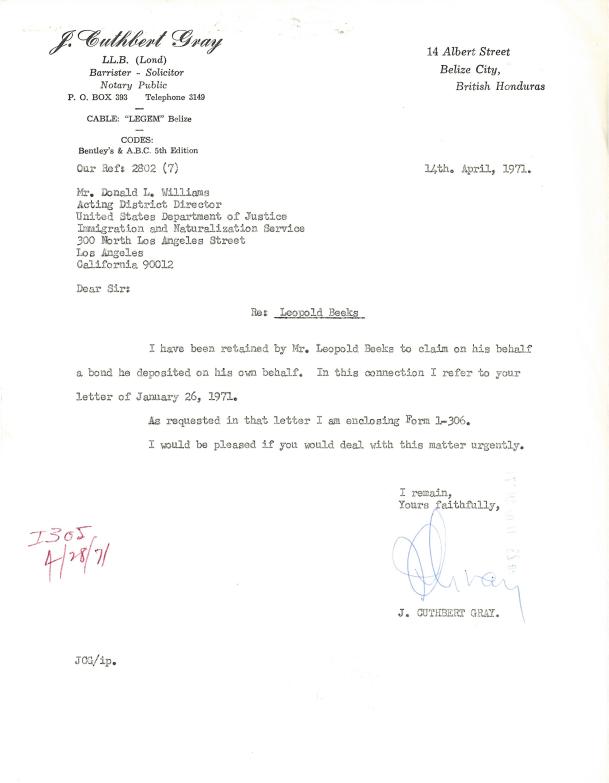 J. Cuthbert Gray
LL.B. (Lond)
Barrister - Solicitor
Notary Public
P. O. BOX 393 Telephone 3149
CABLE: "LEGEM" Belize
CODES:
Bentley's & A.B.C. 5th Edition
14 Albert Street
Belize City,
British Honduras
Our Ref: 2802 (7)
14th. April, 1971.
Mr. Donald L. Williams
Acting District Director
United States Department of Justice
Immigration and Naturalization Service
300 North Los Angeles Street
Los Angeles
California 90012
Dear Sir:
Re: Leopold Beeks
I have been retained by Mr. Leopold Beeks to claim on his behalf
a bond he deposited on his own behalf. In this connection I refer to your
letter of January 26, 1971.
As requested in that letter I am enclosing Form 1-306.
I would be pleased if you would deal with this matter urgently.
I remain,
Yours faithfully,
J. CUTHBERT GRAY.
I305
4/28/71
JCG/ip.